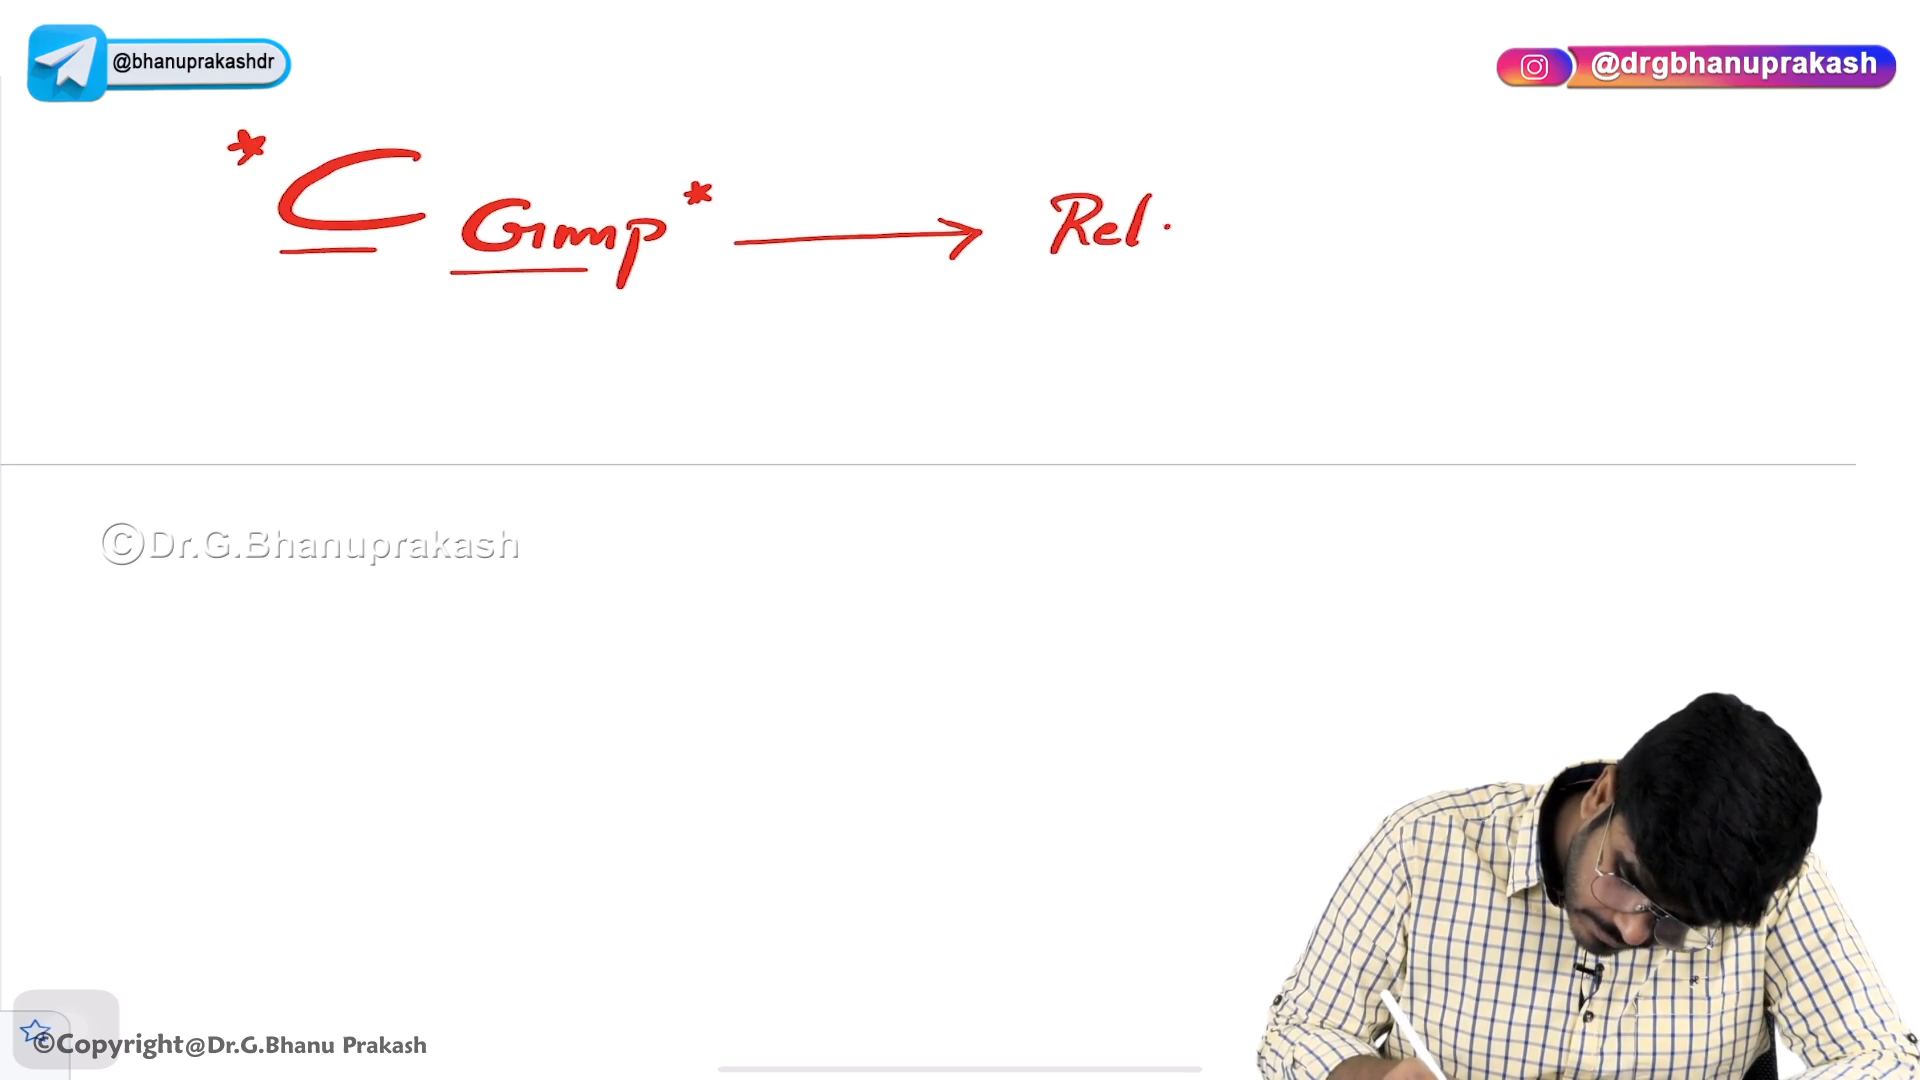 @bhanuprakashdr
@drgbhanuprakash
* C GMP * → Rel.
©Dr.G.Bhanuprakash
©Copyright@Dr.G.Bhanu Prakash